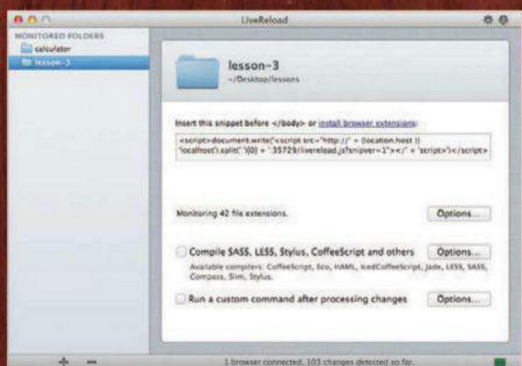 LiveReload
MONITORED FOLDERS
calculator
lesson-3
lesson-3
~/Desktop/lessons
Insert this snippet before </body> or install browser extensions:
<script>document.write('<script src="http://' + (location.host ||
'localhost').split(':')[0] + ':35729/livereload.js?snipver=1"></' + 'script>')</script>
Monitoring 42 file extensions.
Options...
Compile SASS, LESS, Stylus, CoffeeScript and others
Options...
Available compilers: CoffeeScript, Eco, HAML, IcedCoffeeScript, Jade, LESS, SASS,
Compass, Slim, Stylus.
Run a custom command after processing changes
Options...
1 browser connected, 103 changes detected so far.